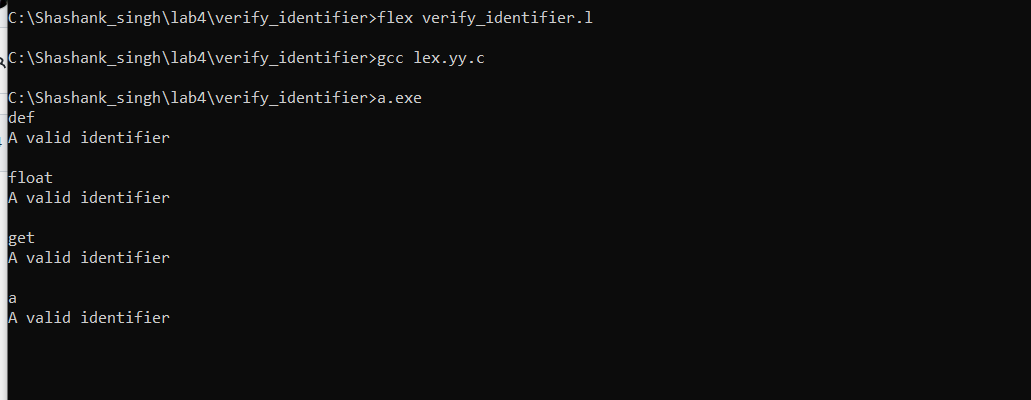 C:\Shashank_singh\lab4\verify_identifier>flex verify_identifier.l
C:\Shashank_singh\lab4\verify_identifier>gcc lex.yy.c
C:\Shashank_singh\lab4\verify_identifier>a.exe
def
A valid identifier
float
A valid identifier
get
A valid identifier
a
A valid identifier